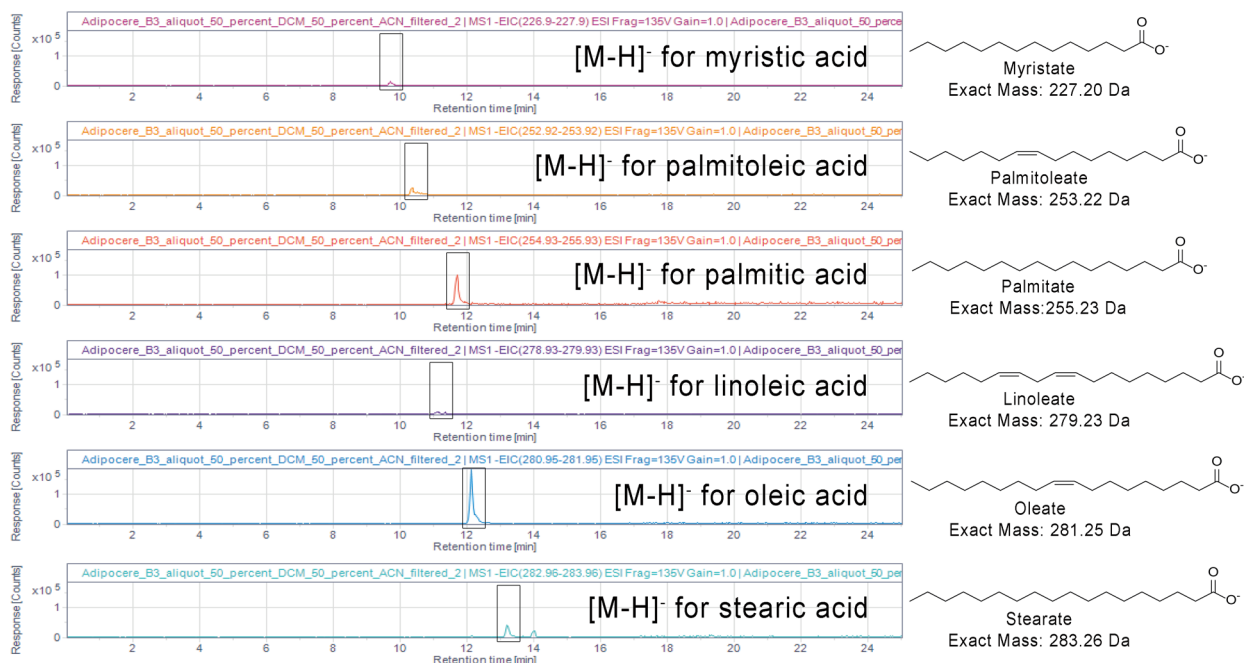 Adipocere_B3_aliquot_50_percent_DCM_50_percent_ACN_filtered_2 | MS1-EIC(226.9-227.9) ESI Frag=135V Gain=1.0 | Adipocere_B3_aliquot_50_perce
Response [Counts]
x10 5
1
0
[M-H]- for myristic acid
2 4 6 8 10 12 14 16 18 20 22 24
Retention time [min]
O
O-
Myristate
Exact Mass: 227.20 Da
Adipocere_B3_aliquot_50_percent_DCM_50_percent_ACN_filtered_2 | MS1-EIC(252.92-253.92) ESI Frag=135V Gain=1.0 | Adipocere_B3_aliquot_50_per
Response [Counts]
x10 5
1
0
[M-H]- for palmitoleic acid
2 4 6 8 10 12 14 16 18 20 22 24
Retention time [min]
O
O-
Palmitoleate
Exact Mass: 253.22 Da
Adipocere_B3_aliquot_50_percent_DCM_50_percent_ACN_filtered_2 | MS1-EIC(254.93-255.93) ESI Frag=135V Gain=1.0 | Adipocere_B3_aliquot_50_per
Response [Counts]
x10 5
1
0
[M-H]- for palmitic acid
2 4 6 8 10 12 14 16 18 20 22 24
Retention time [min]
O
O-
Palmitate
Exact Mass:255.23 Da
Adipocere_B3_aliquot_50_percent_DCM_50_percent_ACN_filtered_2 | MS1-EIC(278.93-279.93) ESI Frag=135V Gain=1.0 | Adipocere_B3_aliquot_50_per
Response [Counts]
x10 5
1
0
[M-H]- for linoleic acid
2 4 6 8 10 12 14 16 18 20 22 24
Retention time [min]
O
O-
Linoleate
Exact Mass: 279.23 Da
Adipocere_B3_aliquot_50_percent_DCM_50_percent_ACN_filtered_2 | MS1-EIC(280.95-281.95) ESI Frag=135V Gain=1.0 | Adipocere_B3_aliquot_50_per
Response [Counts]
x10 5
1
0
[M-H]- for oleic acid
2 4 6 8 10 12 14 16 18 20 22 24
Retention time [min]
O
O-
Oleate
Exact Mass: 281.25 Da
Adipocere_B3_aliquot_50_percent_DCM_50_percent_ACN_filtered_2 | MS1-EIC(282.96-283.96) ESI Frag=135V Gain=1.0 | Adipocere_B3_aliquot_50_per
Response [Counts]
x10 5
1
0
[M-H]- for stearic acid
2 4 6 8 10 12 14 16 18 20 22 24
Retention time [min]
O
O-
Stearate
Exact Mass: 283.26 Da